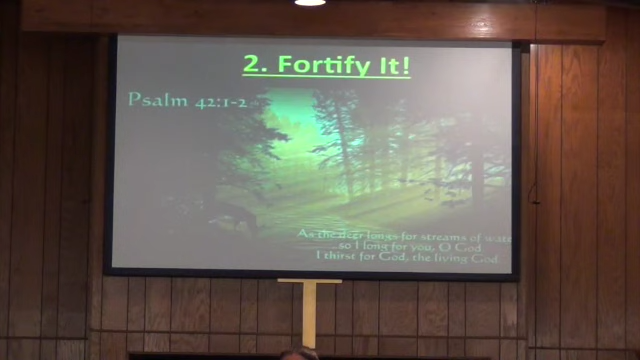 2. Fortify It!
Psalm 42:1-2
As the deer longs for streams of wate
so I long for you, O God
I thirst for God, the living God.